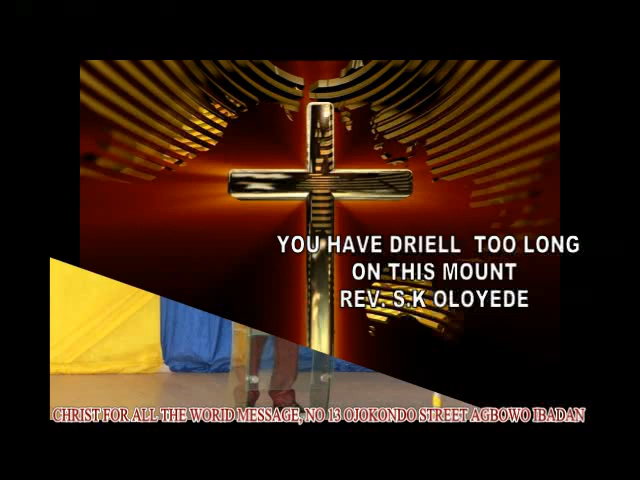 YOU HAVE DRIELL TOO LONG
ON THIS MOUNT
REV. S.K OLOYEDE
CHRIST FOR ALL THE WORID MESSAGE, NO 13 OJOKONDO STREET AGBOWO IBADAN